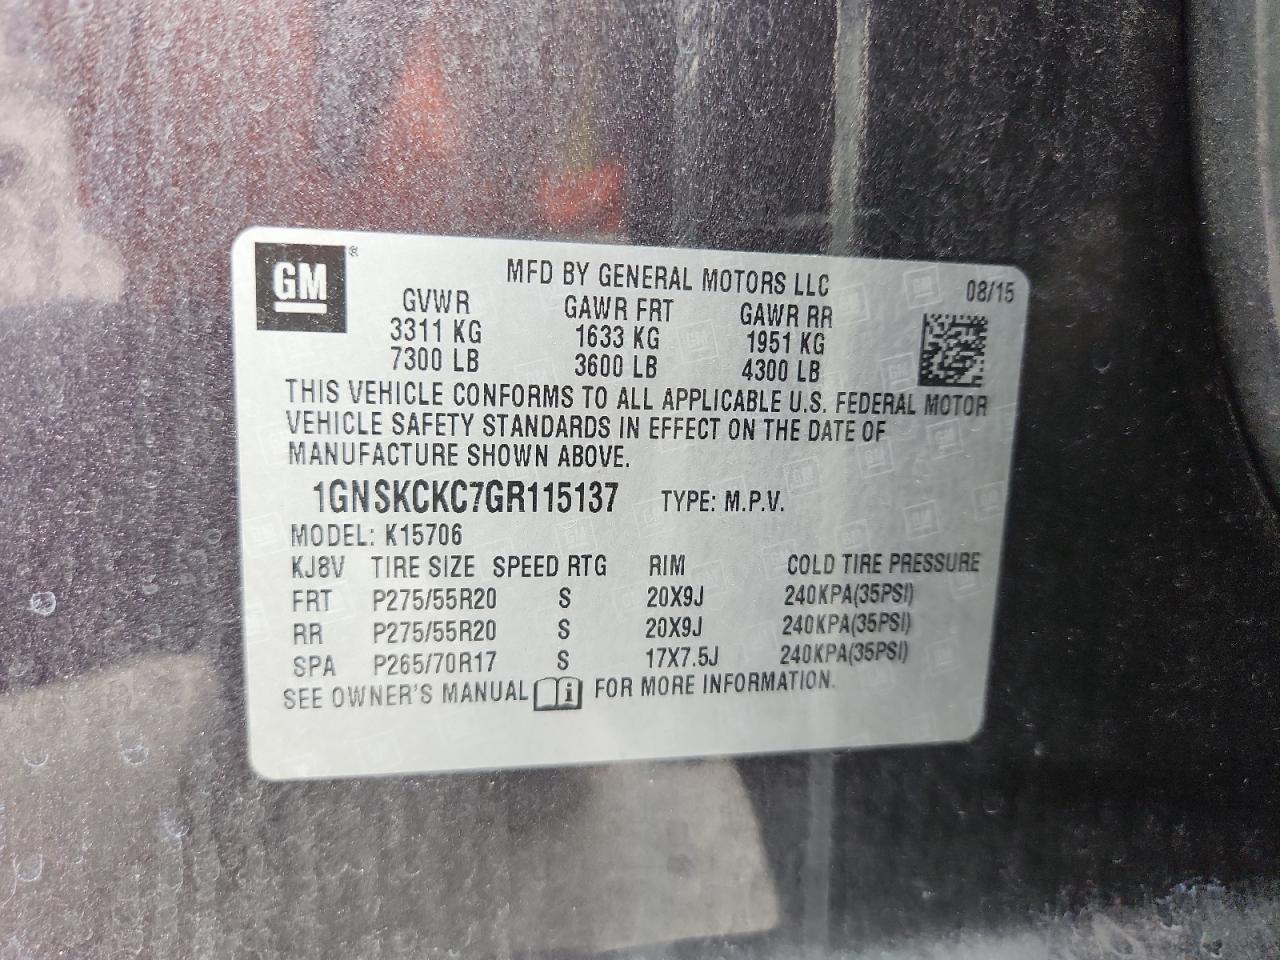 GM®
MFD BY GENERAL MOTORS LLC
08/15
GVWR GAWR FRT GAWR RR
3311 KG 1633 KG 1951 KG
7300 LB 3600 LB 4300 LB
THIS VEHICLE CONFORMS TO ALL APPLICABLE U.S. FEDERAL MOTOR
VEHICLE SAFETY STANDARDS IN EFFECT ON THE DATE OF
MANUFACTURE SHOWN ABOVE.
1GNSKCKC7GR115137 TYPE: M.P.V.
MODEL: K15706
KJ8V TIRE SIZE SPEED RTG RIM COLD TIRE PRESSURE
FRT P275/55R20 S 20X9J 240KPA(35PSI)
RR P275/55R20 S 20X9J 240KPA(35PSI)
SPA P265/70R17 S 17X7.5J 240KPA(35PSI)
SEE OWNER'S MANUAL i FOR MORE INFORMATION.